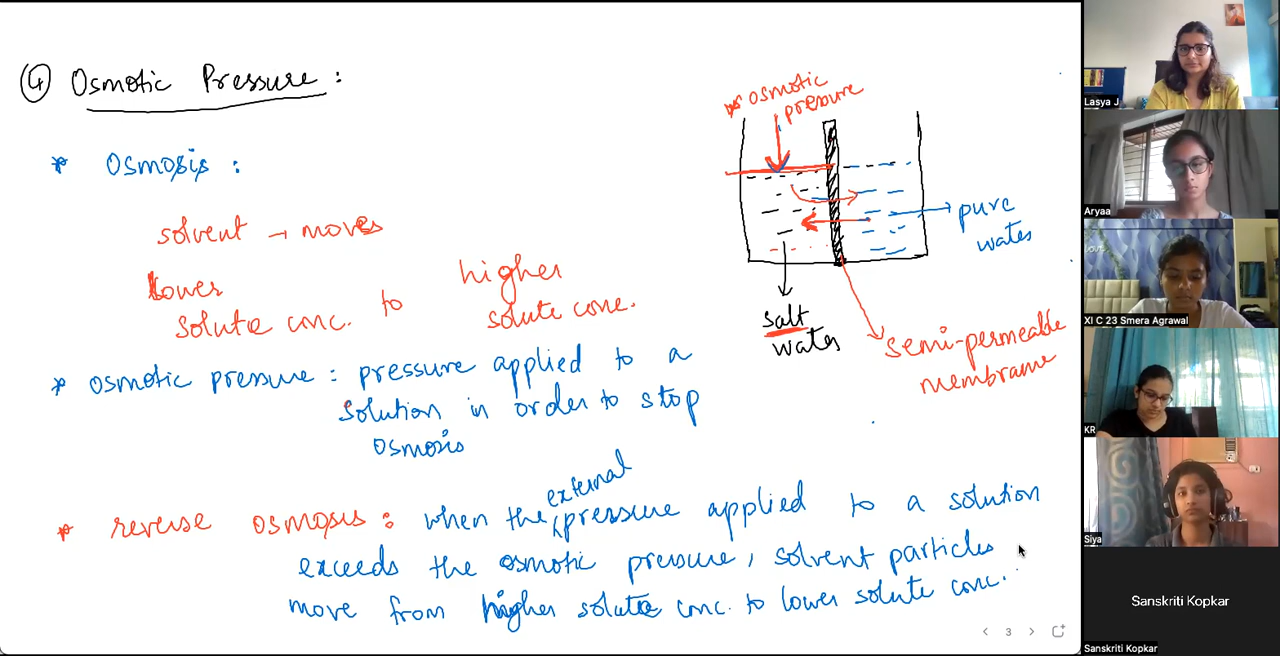 ④ Osmotic Pressure :
* Osmosis :
solvent → moves
lower higher
solute conc. to solute conc.
* osmotic pressure : pressure applied to a
solution in order to stop
osmosis
* reverse osmosis : when the external pressure applied to a solution
exceeds the osmotic pressure, solvent particles
move from higher solute conc. to lower solute conc.
* osmotic
pressure
pure
water
salt
water
semi-permeable
membrane
< 3 >
Lasya J
Aryaa
XI C 23 Smera Agrawal
KR
Siya
Sanskriti Kopkar
Sanskriti Kopkar